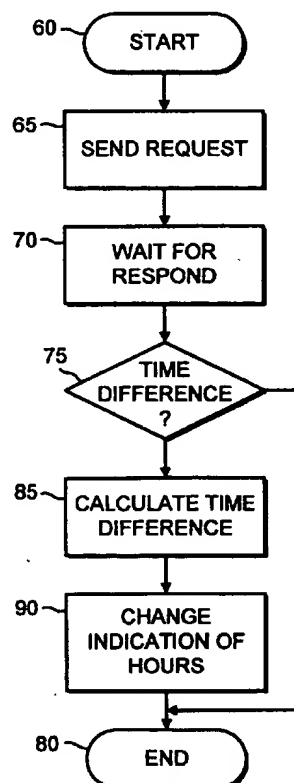 60
START
65
SEND REQUEST
70
WAIT FOR
RESPOND
75
TIME
DIFFERENCE
?
85
CALCULATE TIME
DIFFERENCE
90
CHANGE
INDICATION OF
HOURS
80
END